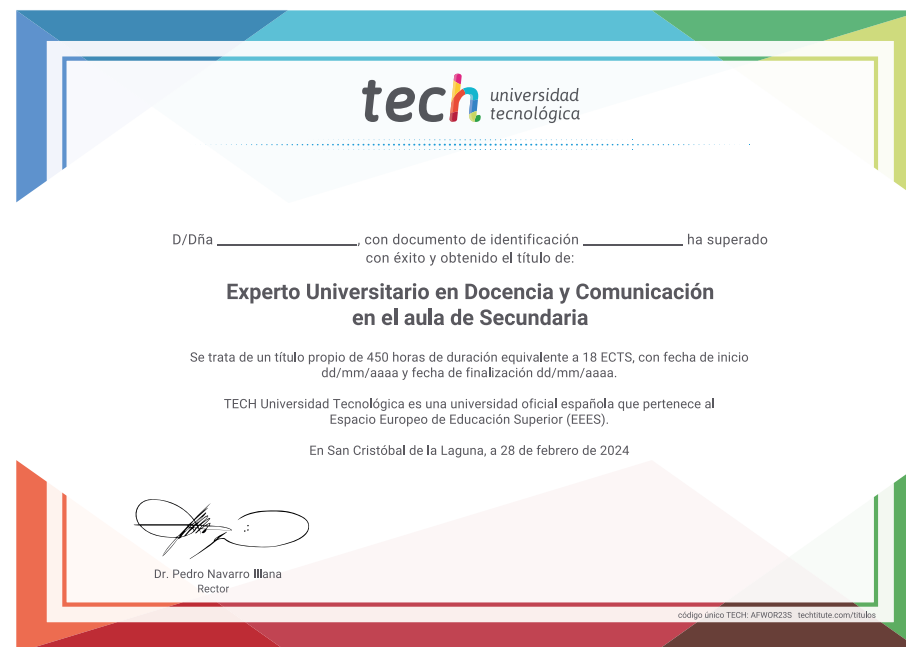 tech universidad
tecnológica
D/Dña ____________________, con documento de identificación ______________ ha superado
con éxito y obtenido el título de:
Experto Universitario en Docencia y Comunicación
en el aula de Secundaria
Se trata de un título propio de 450 horas de duración equivalente a 18 ECTS, con fecha de inicio
dd/mm/aaaa y fecha de finalización dd/mm/aaaa.
TECH Universidad Tecnológica es una universidad oficial española que pertenece al
Espacio Europeo de Educación Superior (EEES).
En San Cristóbal de la Laguna, a 28 de febrero de 2024
Dr. Pedro Navarro Illana
Rector
código único TECH: AFWOR23S techtitute.com/titulos